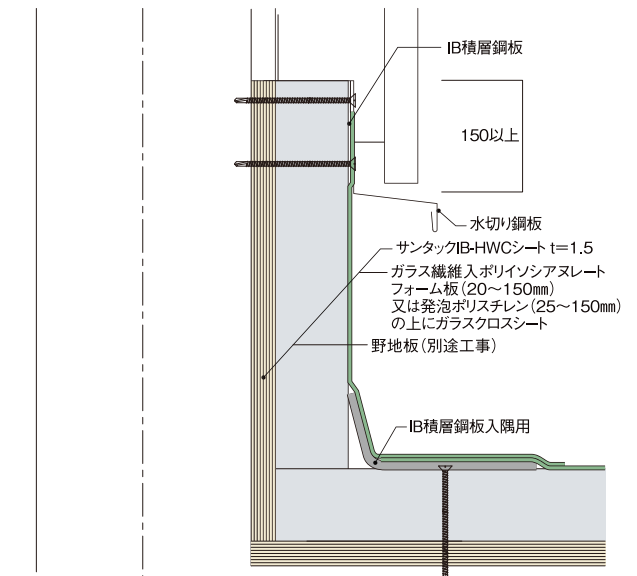 IB積層鋼板
150以上
水切り鋼板
サンタックIB-HWCシート t=1.5
ガラス繊維入ポリイソシアヌレート
フォーム板（20〜150㎜）
又は発泡ポリスチレン（25〜150㎜）
の上にガラスクロスシート
野地板（別途工事）
IB積層鋼板入隅用